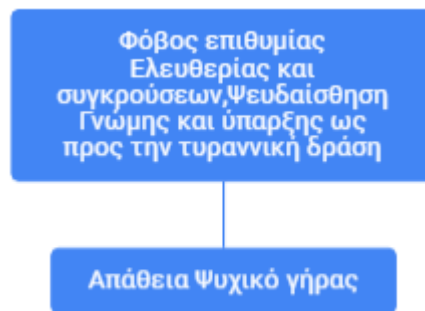 Φόβος επιθυμίας
Ελευθερίας και
συγκρούσεων,Ψευδαίσθηση
Γνώμης και ύπαρξης ως
προς την τυραννική δράση
Απάθεια Ψυχικό γήρας